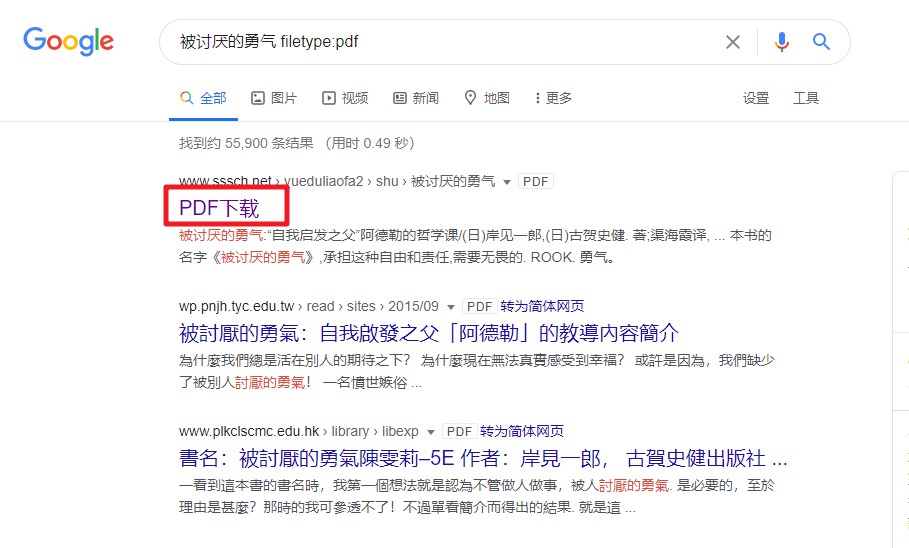 Google
被讨厌的勇气 filetype:pdf
全部 图片 视频 新闻 地图 更多 设置 工具
找到约 55,900 条结果 （用时 0.49 秒）
www.sssch.net › yueduliaofa2 › shu › 被讨厌的勇气 PDF
PDF下载
被讨厌的勇气:“自我启发之父”阿德勒的哲学课/(日)岸见一郎,(日)古贺史健. 著;渠海霞译, ... 本书的
名字《被讨厌的勇气》,承担这种自由和责任,需要无畏的. ROOK. 勇气。
wp.pnjh.tyc.edu.tw › read › sites › 2015/09 PDF 转为简体网页
被討厭的勇氣：自我啟發之父「阿德勒」的教導內容簡介
為什麼我們總是活在別人的期待之下？ 為什麼現在無法真實感受到幸福？ 或許是因為，我們缺少
了被別人討厭的勇氣！ 一名憤世嫉俗 ...
www.plkclscmc.edu.hk › library › libexp PDF 转为简体网页
書名：被討厭的勇氣陳雯莉–5E 作者：岸見一郎， 古賀史健出版社 ...
一看到這本書的書名時，我第一個想法就是認為不管做人做事，被人討厭的勇氣. 是必要的，至於
理由是甚麼？那時的我可參透不了！不過單看簡介而得出的結果. 就是這 ...